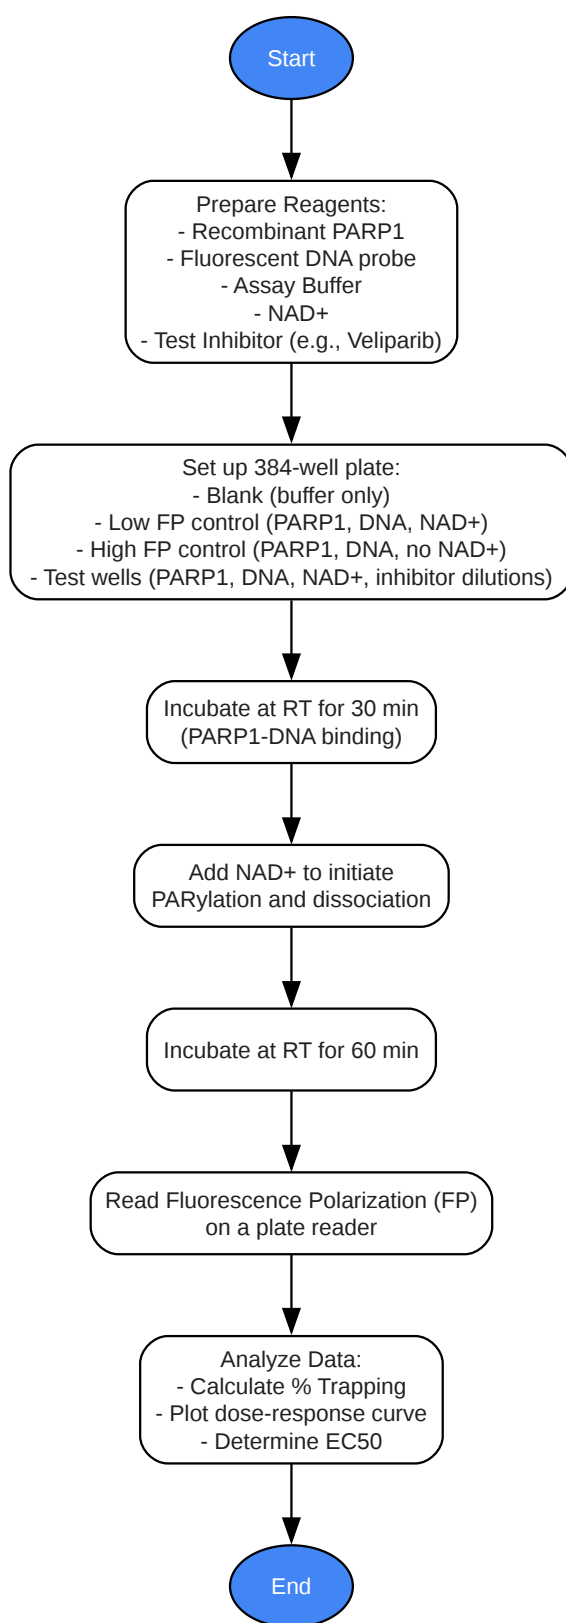 Start
Prepare Reagents:
- Recombinant PARP1
- Fluorescent DNA probe
- Assay Buffer
- NAD+
- Test Inhibitor (e.g., Veliparib)
Set up 384-well plate:
- Blank (buffer only)
- Low FP control (PARP1, DNA, NAD+)
- High FP control (PARP1, DNA, no NAD+)
- Test wells (PARP1, DNA, NAD+, inhibitor dilutions)
Incubate at RT for 30 min
(PARP1-DNA binding)
Add NAD+ to initiate
PARylation and dissociation
Incubate at RT for 60 min
Read Fluorescence Polarization (FP)
on a plate reader
Analyze Data:
- Calculate % Trapping
- Plot dose-response curve
- Determine EC50
End